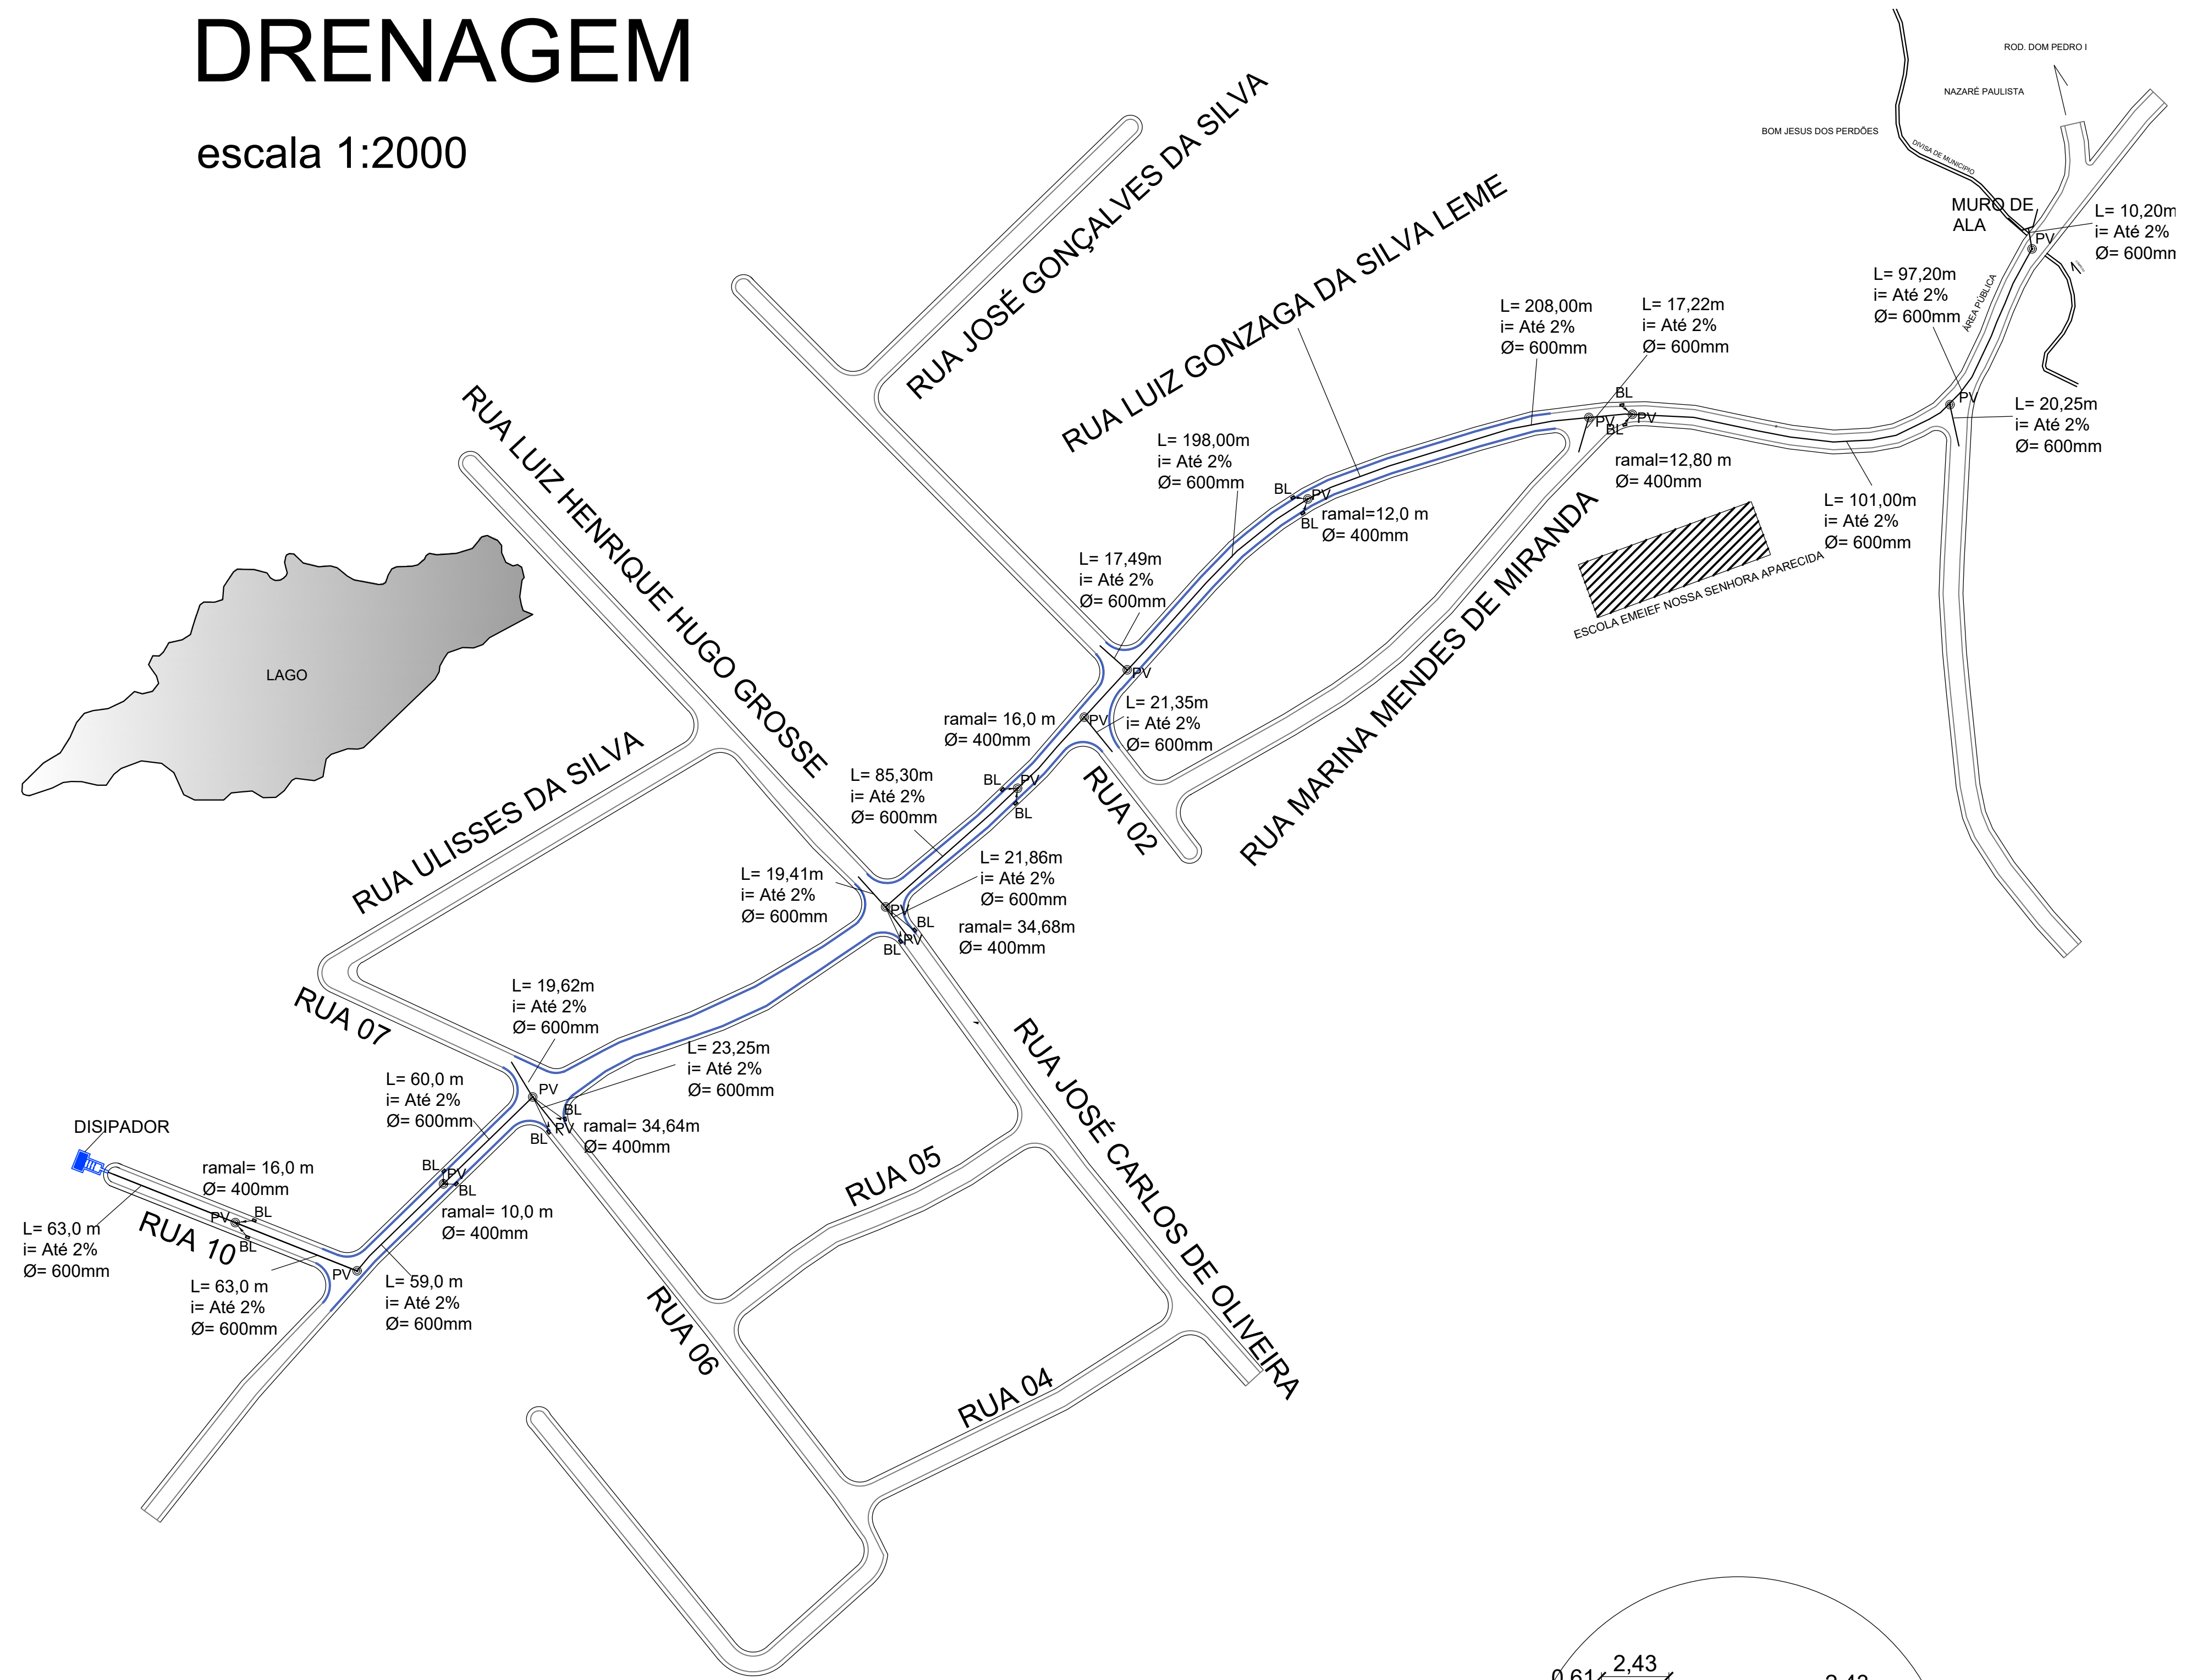 DRENAGEM
escala 1:2000
ROD. DOM PEDRO I
NAZARÉ PAULISTA
BOM JESUS DOS PERDÕES
DIVISA DE MUNICIPIO
MURO DE
ALA
PV
L= 10,20m
i= Até 2%
Ø= 600mm
L= 97,20m
i= Até 2%
Ø= 600mm
ÁREA PÚBLICA
PV
L= 20,25m
i= Até 2%
Ø= 600mm
RUA JOSÉ GONÇALVES DA SILVA
RUA LUIZ GONZAGA DA SILVA LEME
L= 208,00m
i= Até 2%
Ø= 600mm
L= 17,22m
i= Até 2%
Ø= 600mm
BL
PV
PV
BL
ramal=12,80 m
Ø= 400mm
L= 101,00m
i= Até 2%
Ø= 600mm
ESCOLA EMEIEF NOSSA SENHORA APARECIDA
L= 198,00m
i= Até 2%
Ø= 600mm
BL
PV
BL
ramal=12,0 m
Ø= 400mm
RUA MARINA MENDES DE MIRANDA
L= 17,49m
i= Até 2%
Ø= 600mm
PV
RUA LUIZ HENRIQUE HUGO GROSSE
LAGO
L= 21,35m
i= Até 2%
Ø= 600mm
PV
ramal= 16,0 m
Ø= 400mm
BL
PV
BL
RUA 02
L= 85,30m
i= Até 2%
Ø= 600mm
RUA ULISSES DA SILVA
L= 19,41m
i= Até 2%
Ø= 600mm
L= 21,86m
i= Até 2%
Ø= 600mm
PV
BL
PV
BL
ramal= 34,68m
Ø= 400mm
RUA 07
L= 19,62m
i= Até 2%
Ø= 600mm
L= 23,25m
i= Até 2%
Ø= 600mm
RUA JOSÉ CARLOS DE OLIVEIRA
L= 60,0 m
i= Até 2%
Ø= 600mm
PV
BL
PV
BL
ramal= 34,64m
Ø= 400mm
DISIPADOR
ramal= 16,0 m
Ø= 400mm
BL
PV
BL
RUA 05
ramal= 10,0 m
Ø= 400mm
PV
BL
BL
RUA 10
L= 63,0 m
i= Até 2%
Ø= 600mm
PV
L= 63,0 m
i= Até 2%
Ø= 600mm
L= 59,0 m
i= Até 2%
Ø= 600mm
RUA 06
RUA 04
2,43
0,61
2,43